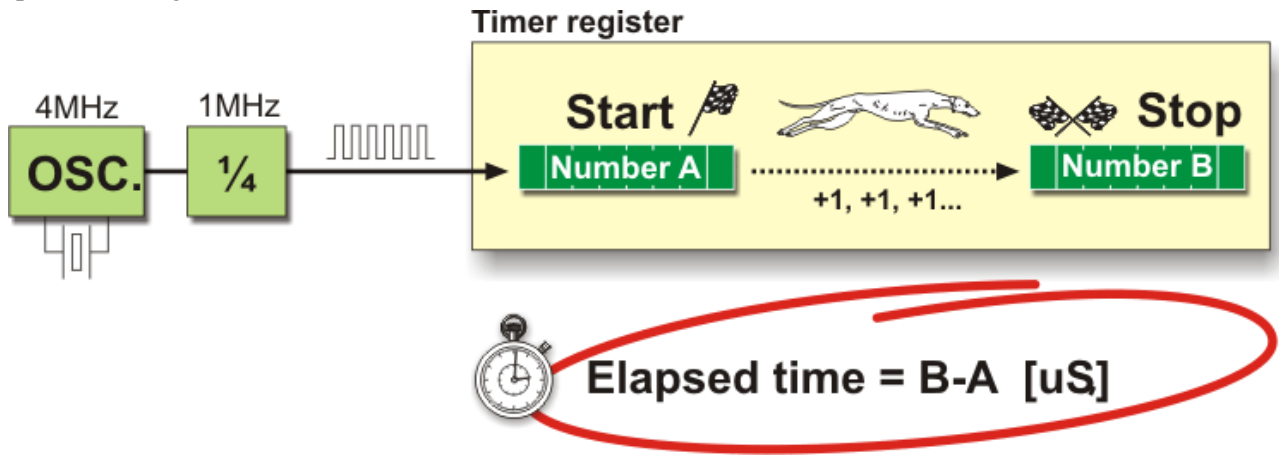 Timer register
4MHz
1MHz
OSC.
¼
Start
Stop
Number A
Number B
+1, +1, +1...
Elapsed time = B-A [uS]